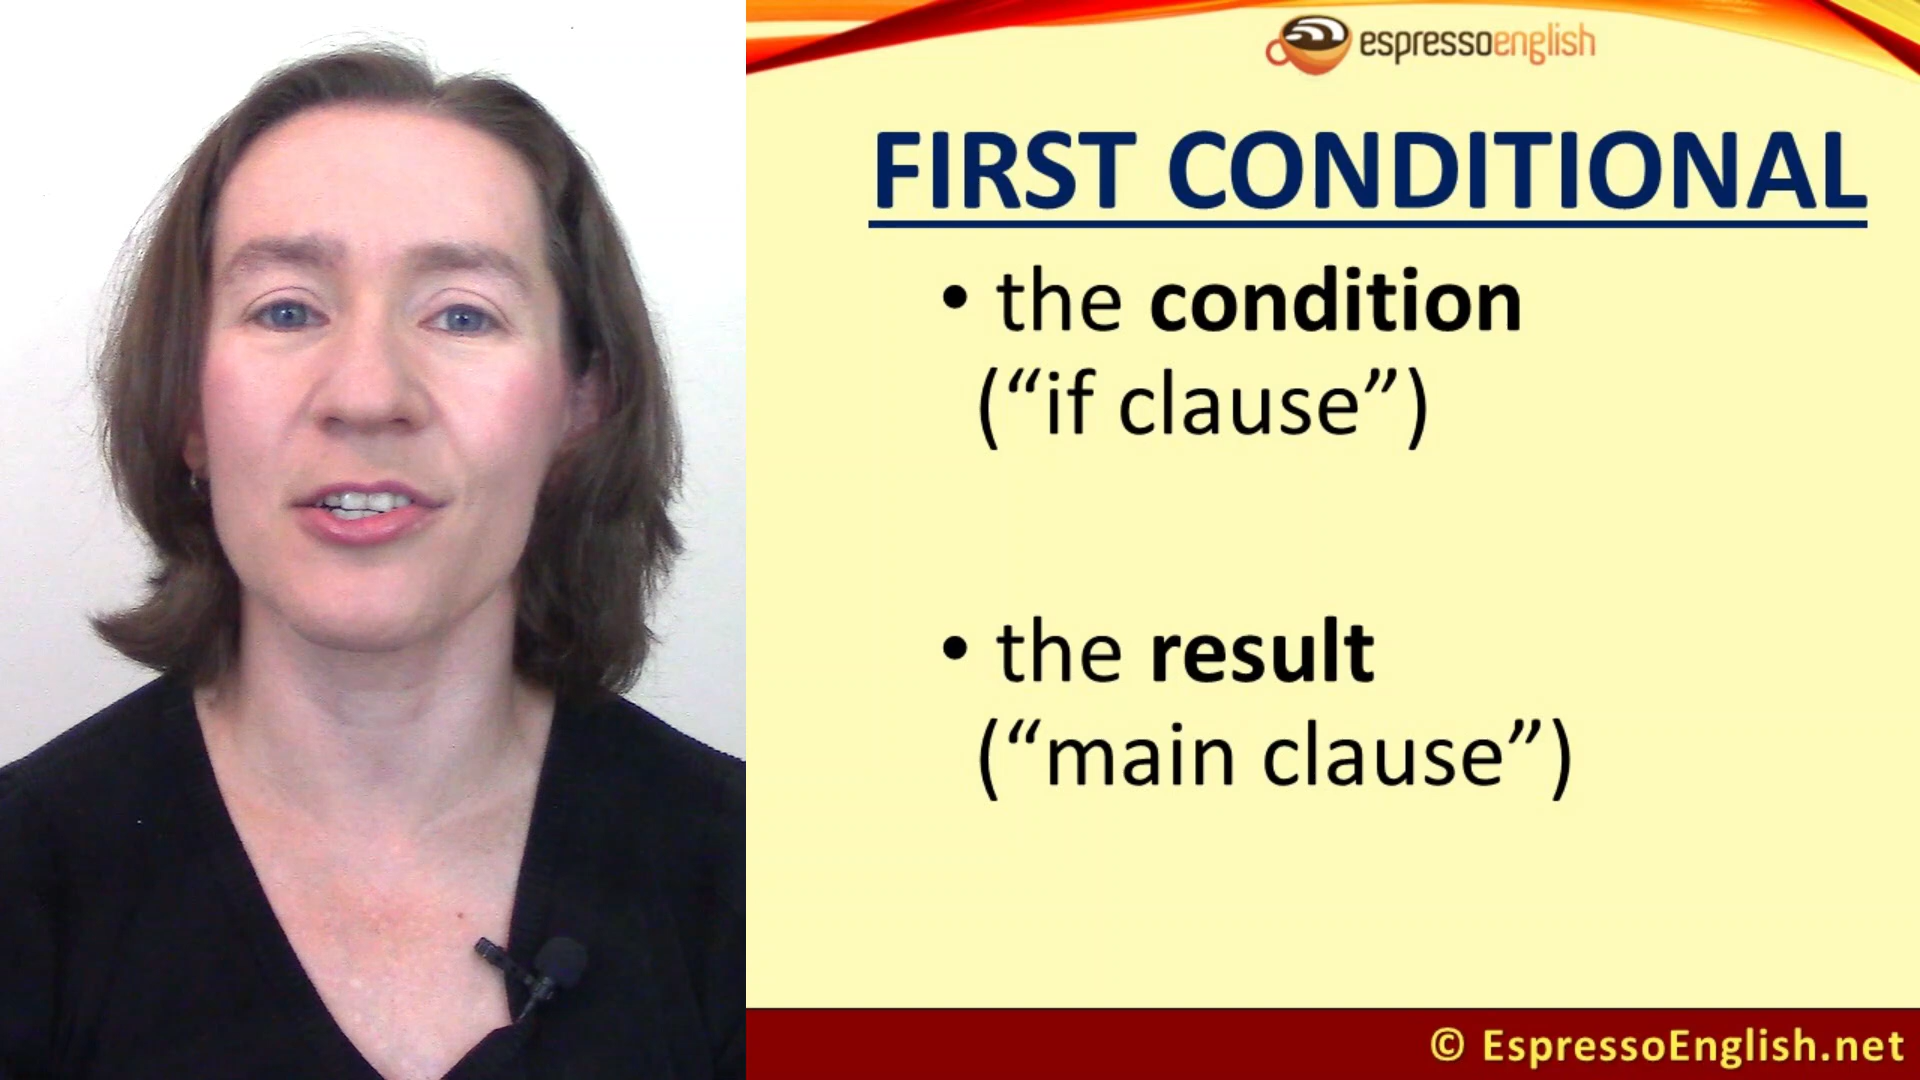 espressoenglish
FIRST CONDITIONAL
• the condition
(“if clause”)
• the result
(“main clause”)
© EspressoEnglish.net